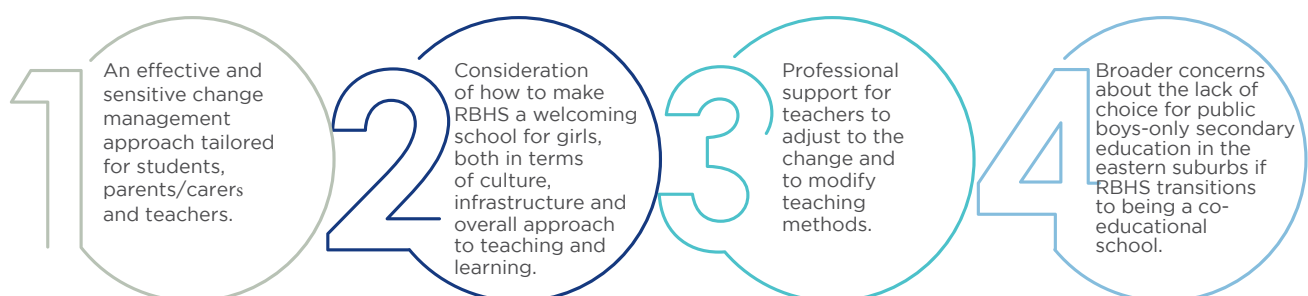 1
An effective and
sensitive change
management
approach tailored
for students,
parents/carers
and teachers.
2
Consideration
of how to make
RBHS a welcoming
school for girls,
both in terms
of culture,
infrastructure and
overall approach
to teaching and
learning.
3
Professional
support for
teachers to
adjust to the
change and
to modify
teaching
methods.
4
Broader concerns
about the lack of
choice for public
boys-only secondary
education in the
eastern suburbs if
RBHS transitions
to being a co-
educational
school.